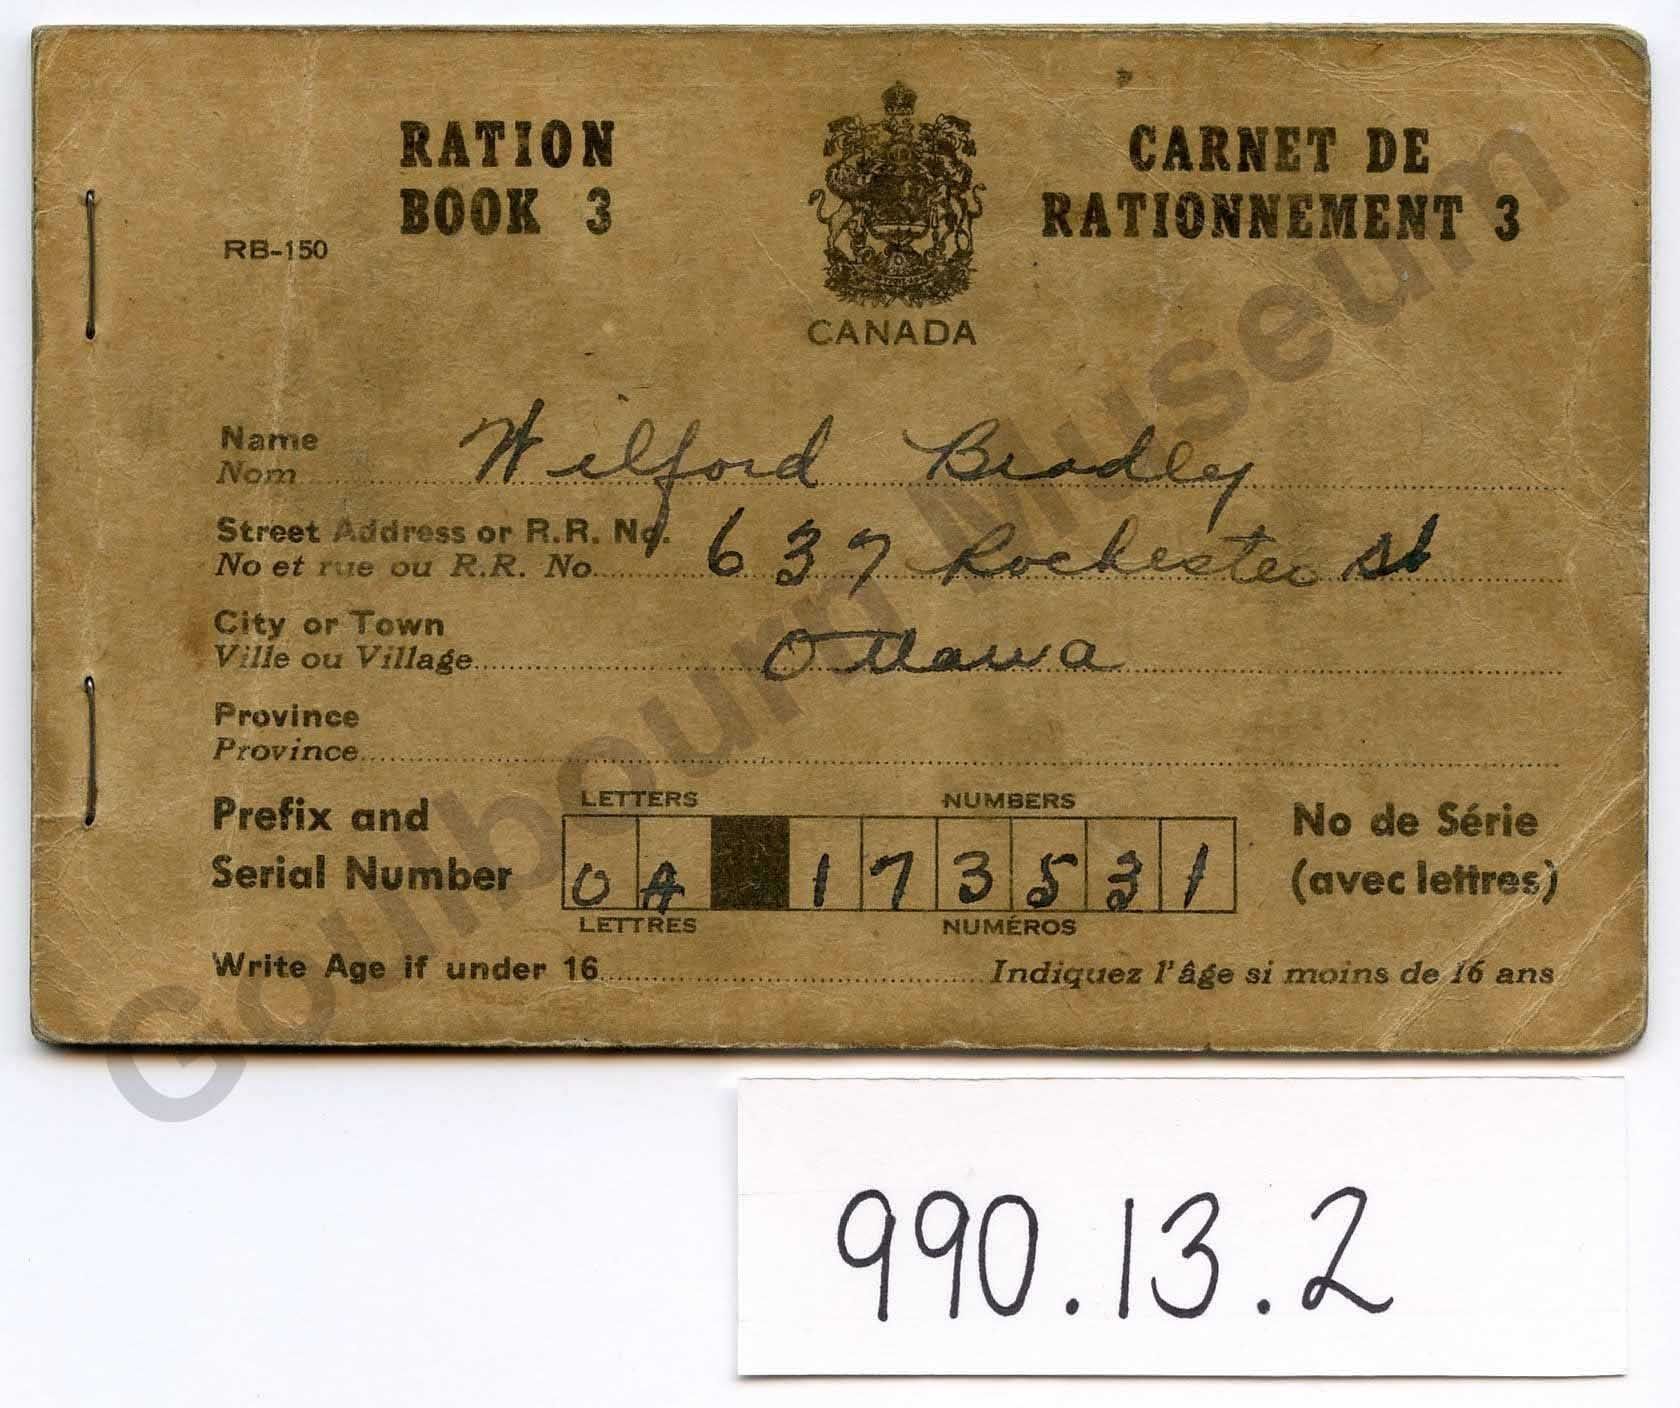 RATION
BOOK 3
RB-150
CANADA
CARNET DE
RATIONNEMENT 3
Name
Nom Wilford Bradley
Street Address or R.R. No.
No et rue ou R.R. No. 637 Rochester St
City or Town
Ville ou Village Ottawa
Province
Province
LETTERS NUMBERS
Prefix and
Serial Number
OA 173531
No de Série
(avec lettres)
LETTRES NUMÉROS
Write Age if under 16 Indiquez l'âge si moins de 16 ans
Goulbourn Museum
990.13.2